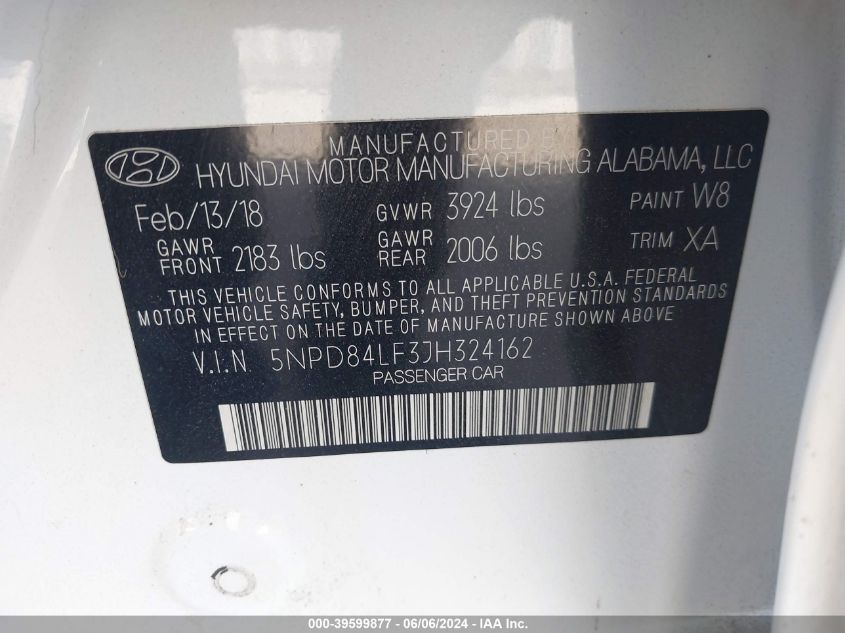 MANUFACTURED BY
HYUNDAI MOTOR MANUFACTURING ALABAMA, LLC
Feb/13/18 GVWR 3924 lbs PAINT W8
GAWR FRONT 2183 lbs GAWR REAR 2006 lbs TRIM XA
THIS VEHICLE CONFORMS TO ALL APPLICABLE U.S.A. FEDERAL
MOTOR VEHICLE SAFETY, BUMPER, AND THEFT PREVENTION STANDARDS
IN EFFECT ON THE DATE OF MANUFACTURE SHOWN ABOVE
V.I.N 5NPD84LF3JH324162
PASSENGER CAR
000-39599877 - 06/06/2024 - IAA Inc.